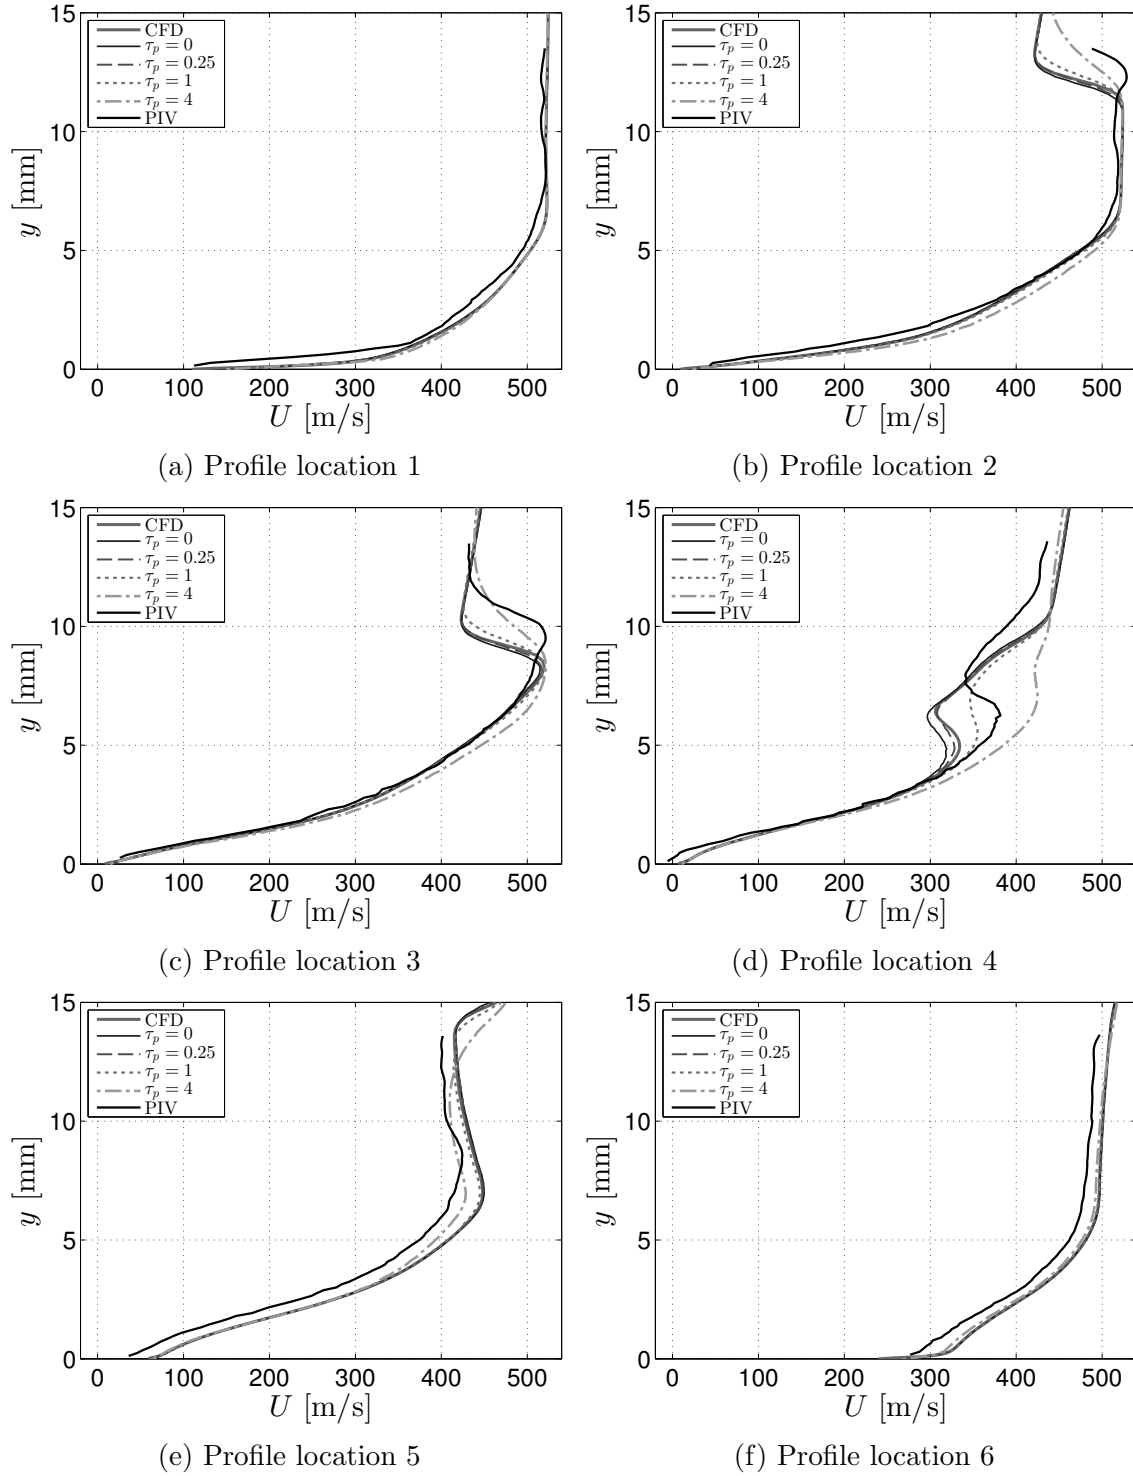 15
10
5
0
y [mm]
CFD
τp = 0
τp = 0.25
τp = 1
τp = 4
PIV
0 100 200 300 400 500
U [m/s]
(a) Profile location 1
15
10
5
0
y [mm]
CFD
τp = 0
τp = 0.25
τp = 1
τp = 4
PIV
0 100 200 300 400 500
U [m/s]
(b) Profile location 2
15
10
5
0
y [mm]
CFD
τp = 0
τp = 0.25
τp = 1
τp = 4
PIV
0 100 200 300 400 500
U [m/s]
(c) Profile location 3
15
10
5
0
y [mm]
CFD
τp = 0
τp = 0.25
τp = 1
τp = 4
PIV
0 100 200 300 400 500
U [m/s]
(d) Profile location 4
15
10
5
0
y [mm]
CFD
τp = 0
τp = 0.25
τp = 1
τp = 4
PIV
0 100 200 300 400 500
U [m/s]
(e) Profile location 5
15
10
5
0
y [mm]
CFD
τp = 0
τp = 0.25
τp = 1
τp = 4
PIV
0 100 200 300 400 500
U [m/s]
(f) Profile location 6